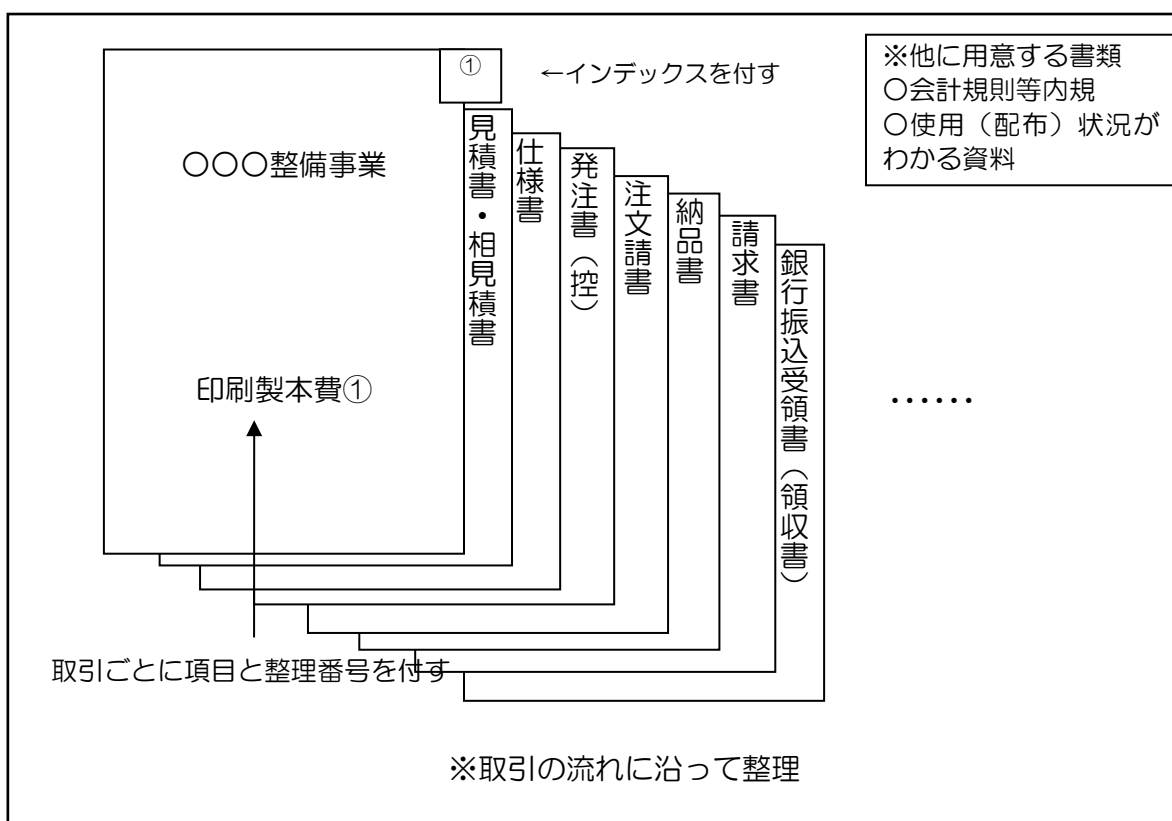 ①
←インデックスを付す
※他に用意する書類
○会計規則等内規
○使用（配布）状況が
わかる資料
○○○整備事業
印刷製本費①
見積書・相見積書
仕様書
発注書（控）
注文請書
納品書
請求書
銀行振込受領書（領収書）
……
取引ごとに項目と整理番号を付す
※取引の流れに沿って整理